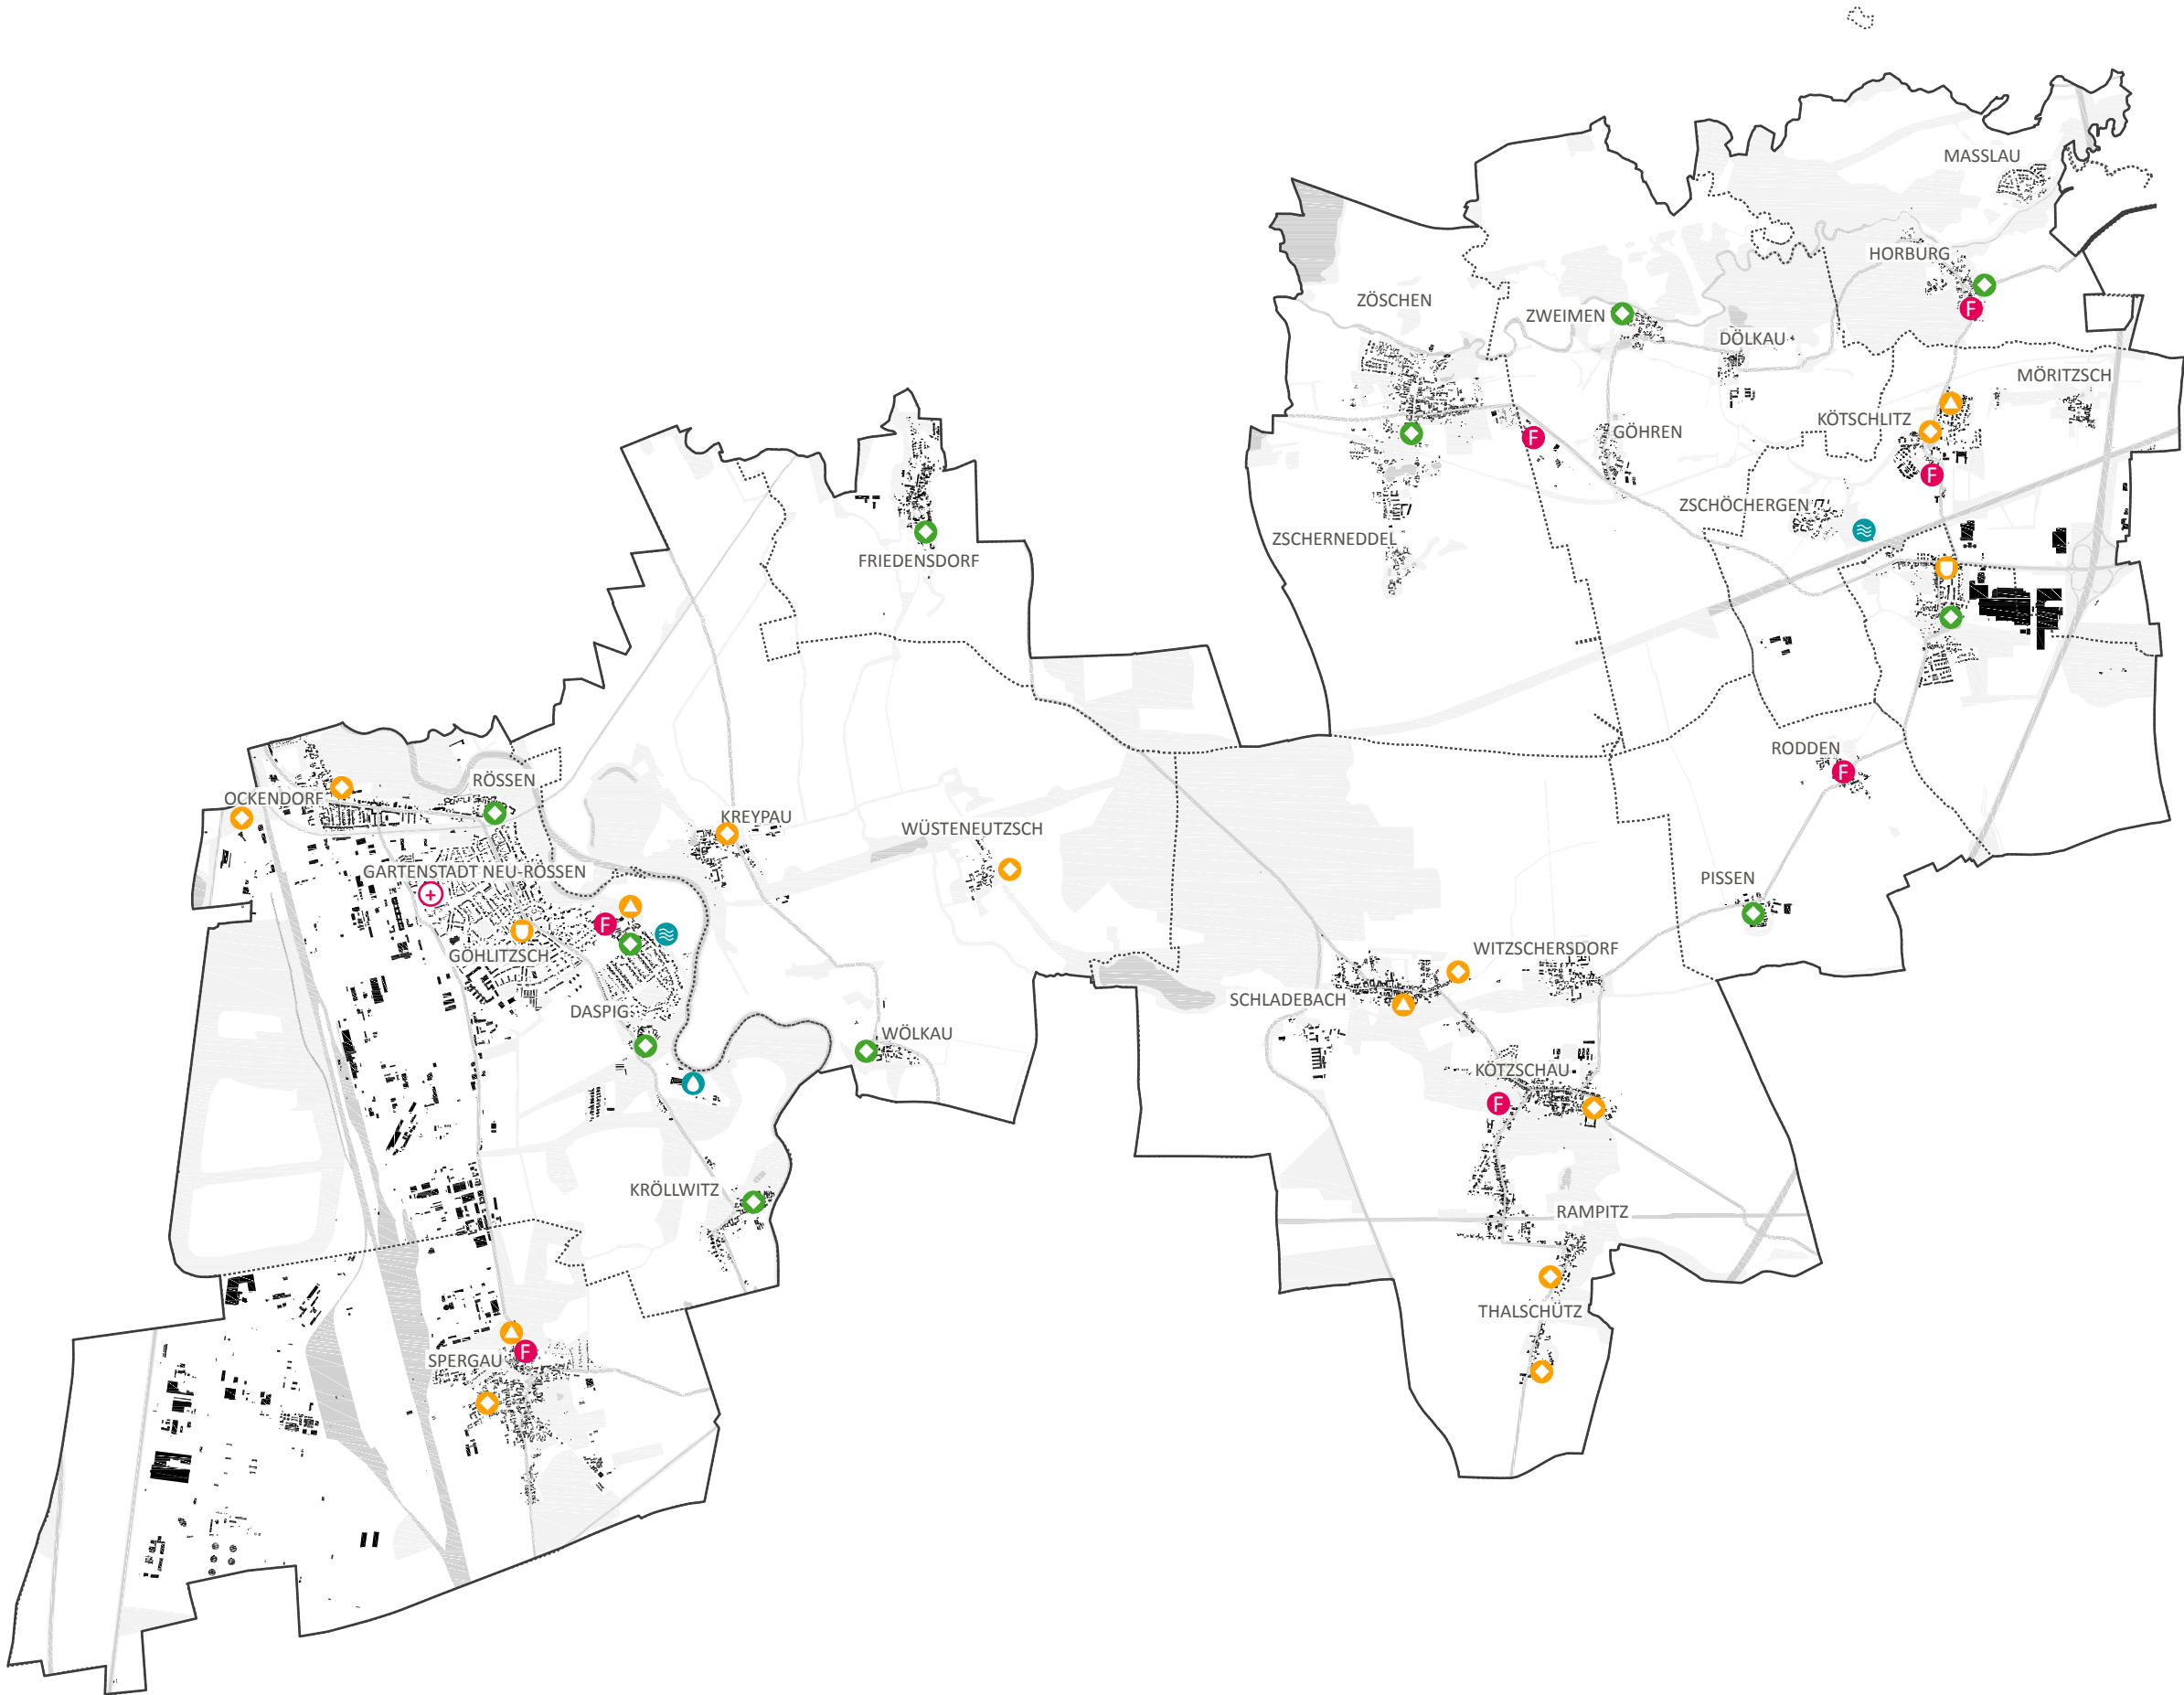 MASSLAU
HORBURG
ZÖSCHEN
ZWEIMEN
F
DÖLKAU
MÖRITZSCH
KÖTSCHLITZ
GÖHREN
F
F
ZSCHÖCHERGEN
ZSCHERNEDDEL
FRIEDENSDORF
RODDEN
F
RÖSSEN
OCKENDORF
KREYPAU
WÜSTENEUTZSCH
GARTENSTADT NEU-RÖSSEN
PISSEN
F
GÖHLITZSCH
WITZSCHERSDORF
SCHLADEBACH
DASPIG
WÖLKAU
KÖTZSCHAU
F
KRÖLLWITZ
RAMPITZ
THALSCHÜTZ
F
SPERGAU